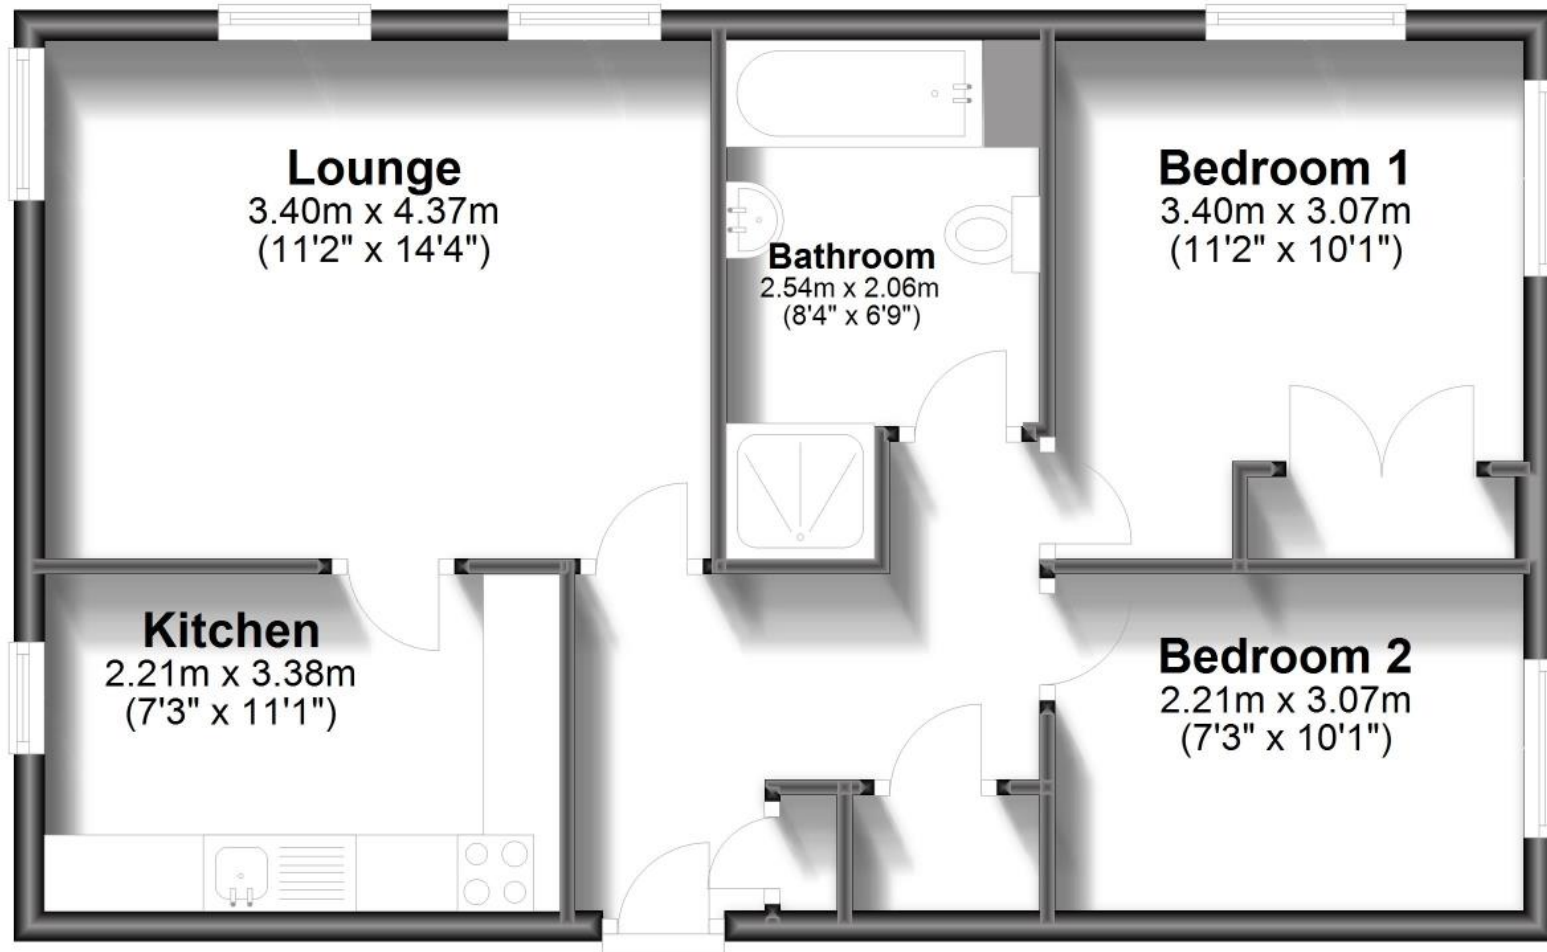 Lounge
3.40m x 4.37m
(11'2" x 14'4")
Bathroom
2.54m x 2.06m
(8'4" x 6'9")
Bedroom 1
3.40m x 3.07m
(11'2" x 10'1")
Kitchen
2.21m x 3.38m
(7'3" x 11'1")
Bedroom 2
2.21m x 3.07m
(7'3" x 10'1")